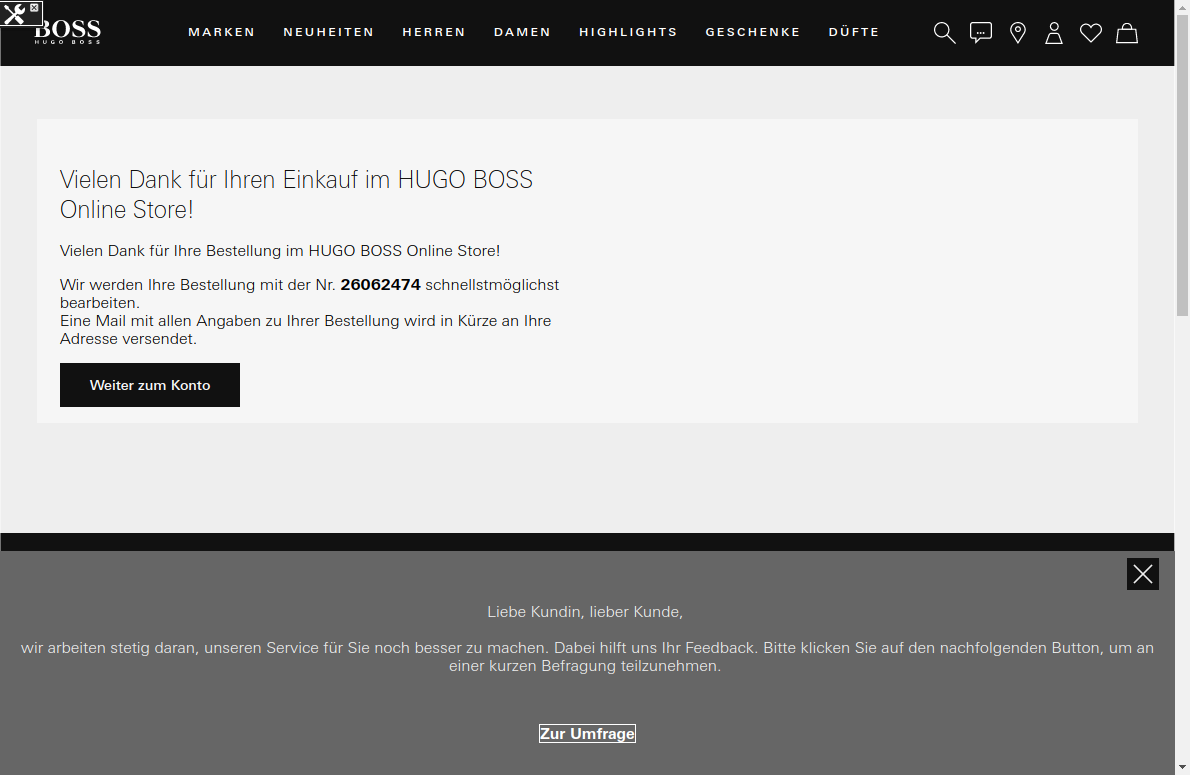 BOSS
HUGO BOSS
MARKEN NEUHEITEN HERREN DAMEN HIGHLIGHTS GESCHENKE DÜFTE
Vielen Dank für Ihren Einkauf im HUGO BOSS
Online Store!
Vielen Dank für Ihre Bestellung im HUGO BOSS Online Store!
Wir werden Ihre Bestellung mit der Nr. 26062474 schnellstmöglichst
bearbeiten.
Eine Mail mit allen Angaben zu Ihrer Bestellung wird in Kürze an Ihre
Adresse versendet.
Weiter zum Konto
Liebe Kundin, lieber Kunde,
wir arbeiten stetig daran, unseren Service für Sie noch besser zu machen. Dabei hilft uns Ihr Feedback. Bitte klicken Sie auf den nachfolgenden Button, um an
einer kurzen Befragung teilzunehmen.
Zur Umfrage